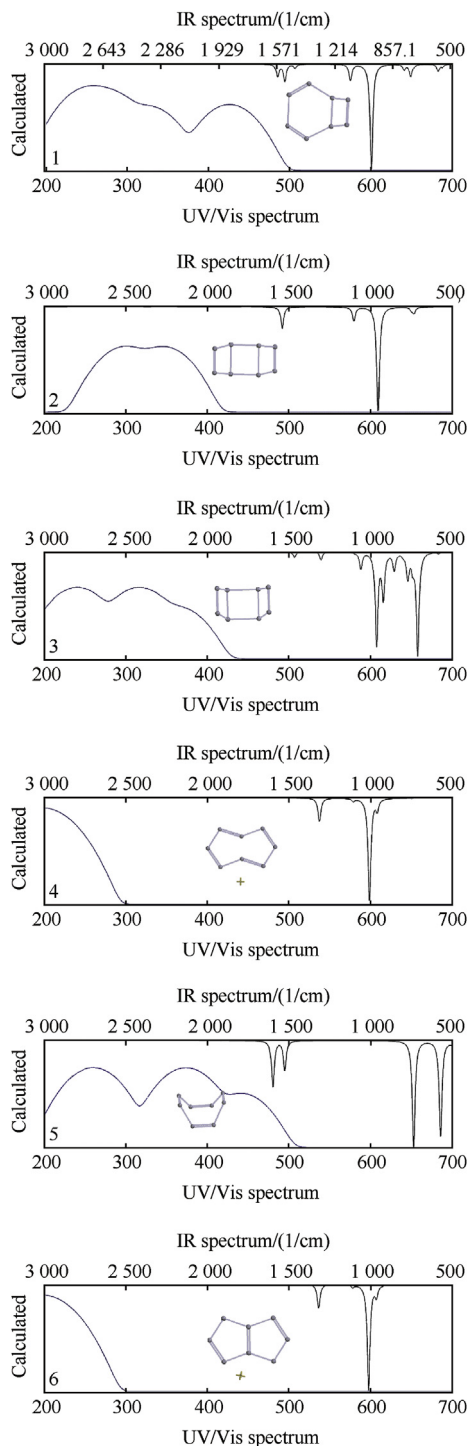 IR spectrum/(1/cm)
3 000 2 643 2 286 1 929 1 571 1 214 857.1 500
Calculated
1
200 300 400 500 600 700
UV/Vis spectrum
IR spectrum/(1/cm)
3 000 2 500 2 000 1 500 1 000 500
Calculated
2
200 300 400 500 600 700
UV/Vis spectrum
IR spectrum/(1/cm)
3 000 2 500 2 000 1 500 1 000 500
Calculated
3
200 300 400 500 600 700
UV/Vis spectrum
IR spectrum/(1/cm)
3 000 2 500 2 000 1 500 1 000 500
Calculated
4
200 300 400 500 600 700
UV/Vis spectrum
IR spectrum/(1/cm)
3 000 2 500 2 000 1 500 1 000 500
Calculated
5
200 300 400 500 600 700
UV/Vis spectrum
IR spectrum/(1/cm)
3 000 2 500 2 000 1 500 1 000 500
Calculated
6
200 300 400 500 600 700
UV/Vis spectrum